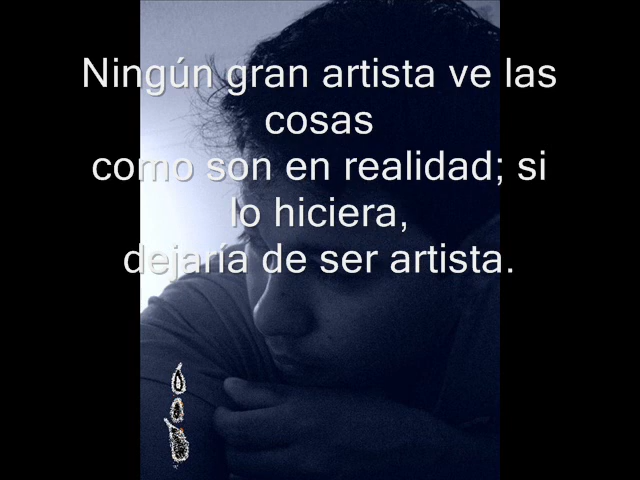 Ningún gran artista ve las
cosas
como son en realidad; si
lo hiciera,
dejaría de ser artista.